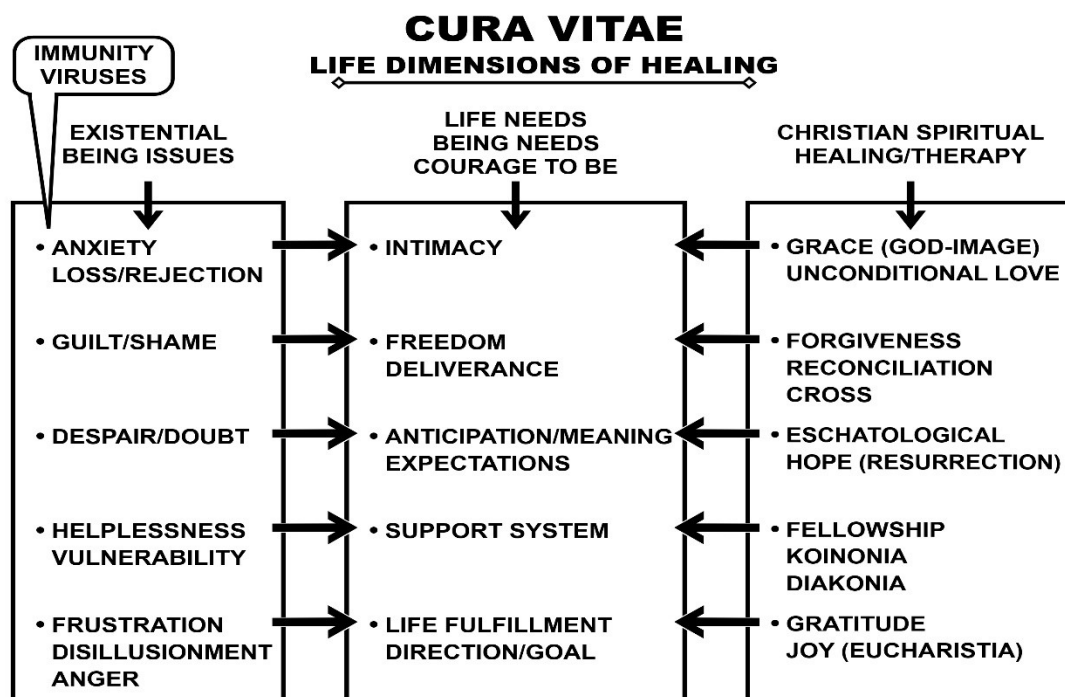 CURA VITAE
LIFE DIMENSIONS OF HEALING
IMMUNITY
VIRUSES
EXISTENTIAL
BEING ISSUES
• ANXIETY
LOSS/REJECTION
• GUILT/SHAME
• DESPAIR/DOUBT
• HELPLESSNESS
VULNERABILITY
• FRUSTRATION
DISILLUSIONMENT
ANGER
LIFE NEEDS
BEING NEEDS
COURAGE TO BE
• INTIMACY
• FREEDOM
DELIVERANCE
• ANTICIPATION/MEANING
EXPECTATIONS
• SUPPORT SYSTEM
• LIFE FULFILLMENT
DIRECTION/GOAL
CHRISTIAN SPIRITUAL
HEALING/THERAPY
• GRACE (GOD-IMAGE)
UNCONDITIONAL LOVE
• FORGIVENESS
RECONCILIATION
CROSS
• ESCHATOLOGICAL
HOPE (RESURRECTION)
• FELLOWSHIP
KOINONIA
DIAKONIA
• GRATITUDE
JOY (EUCHARISTIA)